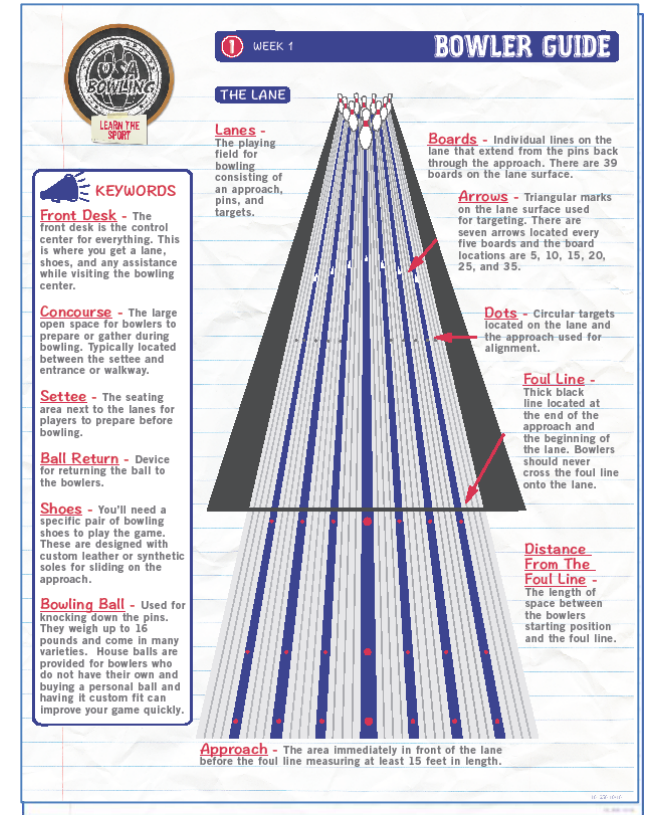 1 WEEK 1
BOWLER GUIDE
USA
BOWLING
LEARN THE
SPORT
THE LANE
Lanes -
The playing
field for
bowling
consisting of
an approach,
pins, and
targets.
Boards - Individual lines on the
lane that extend from the pins back
through the approach. There are 39
boards on the lane surface.
Arrows - Triangular marks
on the lane surface used
for targeting. There are
seven arrows located every
five boards and the board
locations are 5, 10, 15, 20,
25, and 35.
Dots - Circular targets
located on the lane and
the approach used for
alignment.
Foul Line -
Thick black
line located at
the end of the
approach and
the beginning of
the lane. Bowlers
should never
cross the foul line
onto the lane.
Distance
From The
Foul Line -
The length of
space between
the bowlers
starting position
and the foul line.
KEYWORDS
Front Desk - The
front desk is the control
center for everything. This
is where you get a lane,
shoes, and any assistance
while visiting the bowling
center.
Concourse - The large
open space for bowlers to
prepare or gather during
bowling. Typically located
between the settee and
entrance or walkway.
Settee - The seating
area next to the lanes for
players to prepare before
bowling.
Ball Return - Device
for returning the ball to
the bowlers.
Shoes - You'll need a
specific pair of bowling
shoes to play the game.
These are designed with
custom leather or synthetic
soles for sliding on the
approach.
Bowling Ball - Used for
knocking down the pins.
They weigh up to 16
pounds and come in many
varieties. House balls are
provided for bowlers who
do not have their own and
buying a personal ball and
having it custom fit can
improve your game quickly.
Approach - The area immediately in front of the lane
before the foul line measuring at least 15 feet in length.